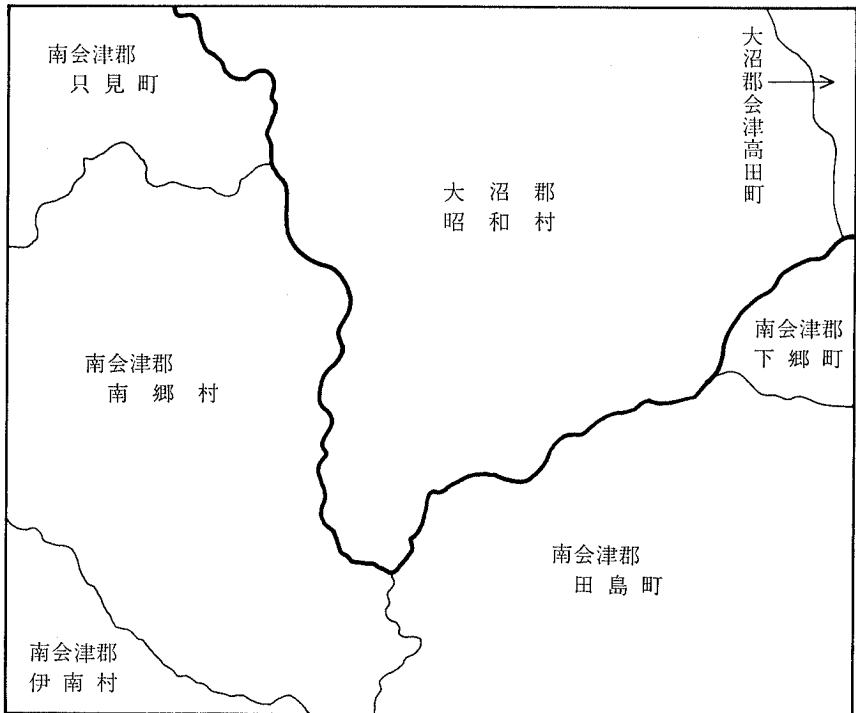 南会津郡
只見町
大沼郡会津高田町
大沼郡
昭和村
南会津郡
下郷町
南会津郡
南郷村
南会津郡
田島町
南会津郡
伊南村